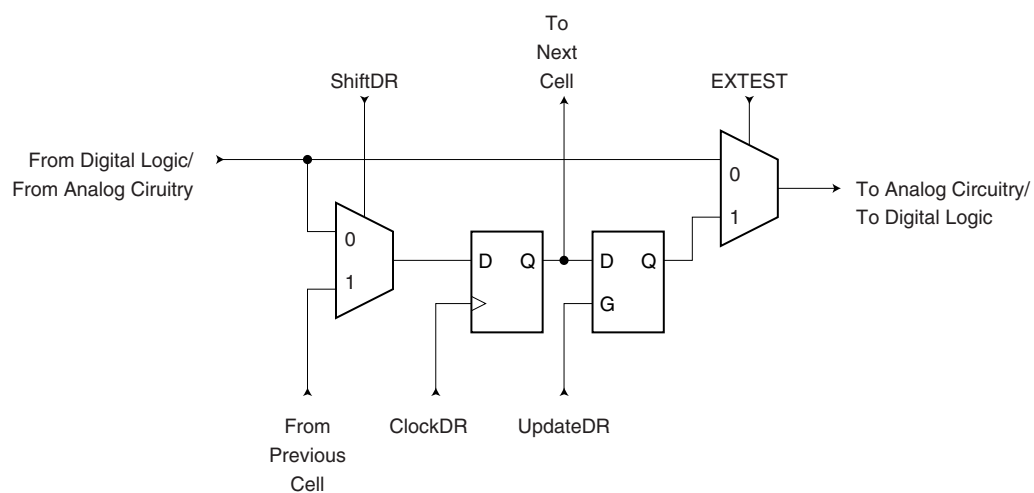 To
Next
Cell
ShiftDR
EXTEST
From Digital Logic/
From Analog Ciruitry
0
1
D Q
D Q
G
0
1
To Analog Circuitry/
To Digital Logic
From
Previous
Cell
ClockDR
UpdateDR